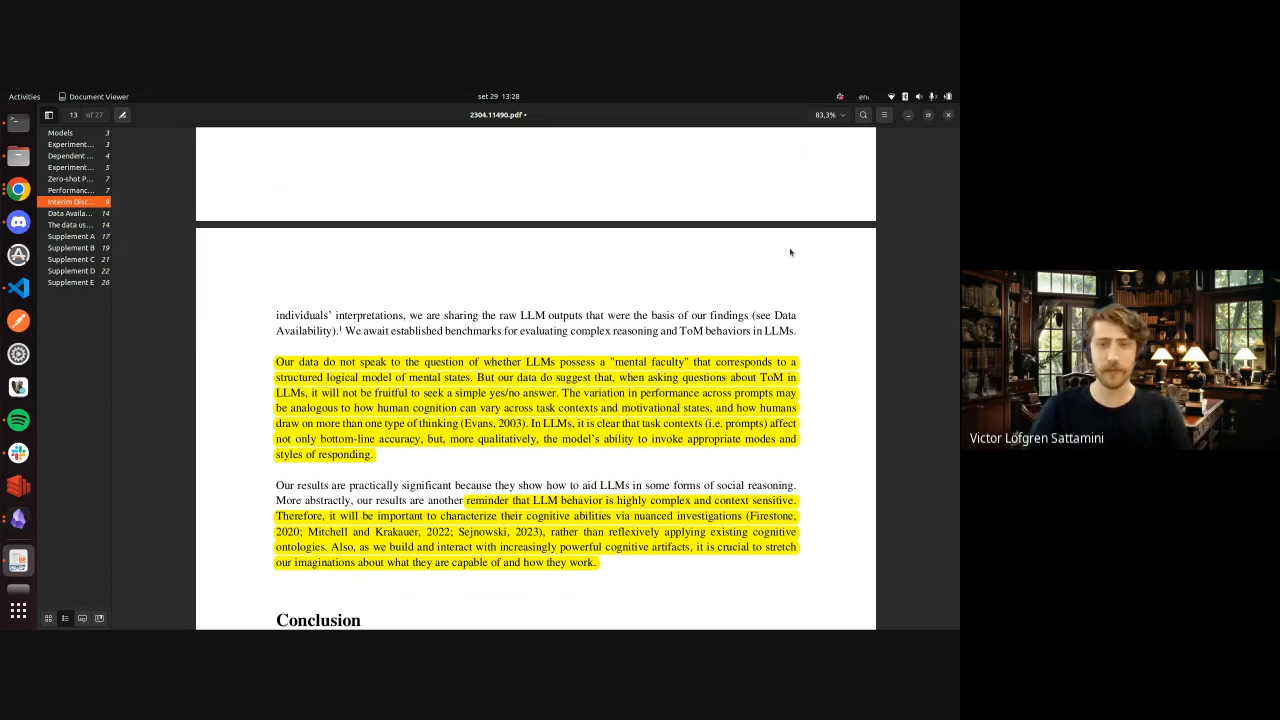 Activities
Document Viewer
set 29 13:28
en₁
13 of 27
2304.11490.pdf •
83,3%
Models 3
Experiment... 3
Dependent ... 4
Experiment... 5
Zero-shot P... 7
Performanc... 7
Interim Disc... 9
Data Availa... 14
The data us... 14
Supplement A 17
Supplement B 19
Supplement C 21
Supplement D 22
Supplement E 26
individuals' interpretations, we are sharing the raw LLM outputs that were the basis of our findings (see Data
Availability).¹ We await established benchmarks for evaluating complex reasoning and ToM behaviors in LLMs.
Our data do not speak to the question of whether LLMs possess a "mental faculty" that corresponds to a
structured logical model of mental states. But our data do suggest that, when asking questions about ToM in
LLMs, it will not be fruitful to seek a simple yes/no answer. The variation in performance across prompts may
be analogous to how human cognition can vary across task contexts and motivational states, and how humans
draw on more than one type of thinking (Evans, 2003). In LLMs, it is clear that task contexts (i.e. prompts) affect
not only bottom-line accuracy, but, more qualitatively, the model's ability to invoke appropriate modes and
styles of responding.
Our results are practically significant because they show how to aid LLMs in some forms of social reasoning.
More abstractly, our results are another reminder that LLM behavior is highly complex and context sensitive.
Therefore, it will be important to characterize their cognitive abilities via nuanced investigations (Firestone,
2020; Mitchell and Krakauer, 2022; Sejnowski, 2023), rather than reflexively applying existing cognitive
ontologies. Also, as we build and interact with increasingly powerful cognitive artifacts, it is crucial to stretch
our imaginations about what they are capable of and how they work.
Conclusion
Victor Löfgren Sattamini